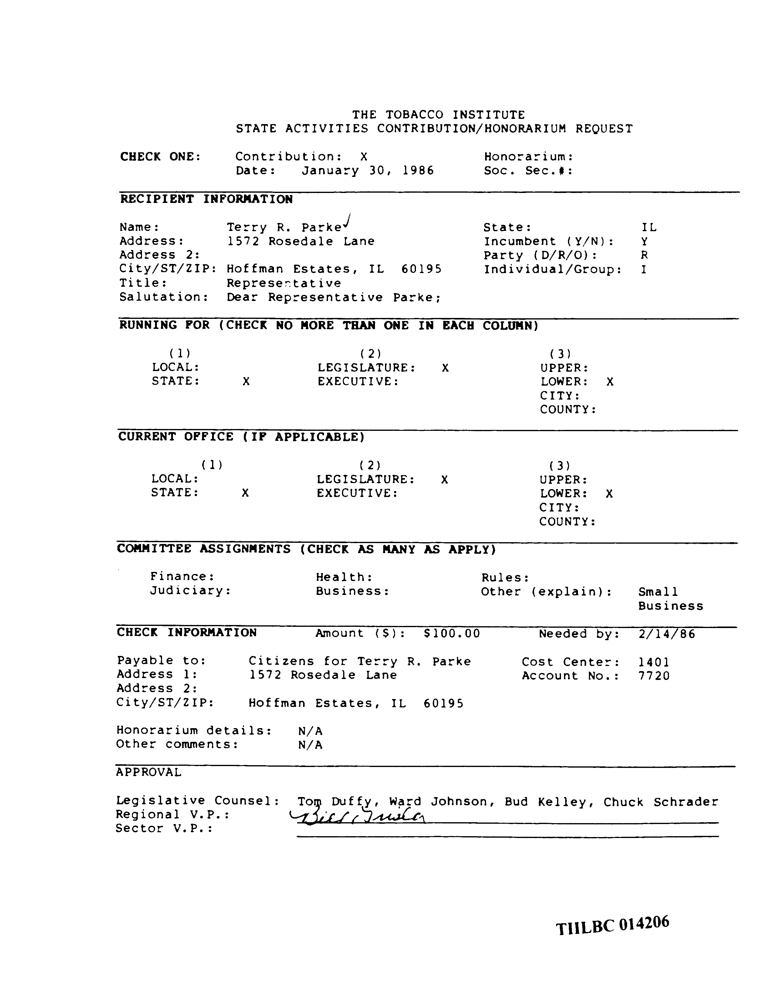 THE TOBACCO INSTITUTE
STATE ACTIVITIES CONTRIBUTION/HONORARIUM REQUEST
CHECK ONE: Contribution: X Honorarium:
Date: January 30, 1986 Soc. Sec.#:
RECIPIENT INFORMATION
Name: Terry R. Parke State: IL
Address: 1572 Rosedale Lane Incumbent (Y/N): Y
Address 2: Party (D/R/O): R
City/ST/ZIP: Hoffman Estates, IL 60195 Individual/Group: I
Title: Representative
Salutation: Dear Representative Parke;
RUNNING FOR (CHECK NO MORE THAN ONE IN EACH COLUMN)
(1) (2) (3)
LOCAL: LEGISLATURE: X UPPER:
STATE: X EXECUTIVE: LOWER: X
CITY:
COUNTY:
CURRENT OFFICE (IF APPLICABLE)
(1) (2) (3)
LOCAL: LEGISLATURE: X UPPER:
STATE: X EXECUTIVE: LOWER: X
CITY:
COUNTY:
COMMITTEE ASSIGNMENTS (CHECK AS MANY AS APPLY)
Finance: Health: Rules:
Judiciary: Business: Other (explain): Small
Business
CHECK INFORMATION Amount ($): $100.00 Needed by: 2/14/86
Payable to: Citizens for Terry R. Parke Cost Center: 1401
Address 1: 1572 Rosedale Lane Account No.: 7720
Address 2:
City/ST/ZIP: Hoffman Estates, IL 60195
Honorarium details: N/A
Other comments: N/A
APPROVAL
Legislative Counsel: Tom Duffy, Ward Johnson, Bud Kelley, Chuck Schrader
Regional V.P.:
Sector V.P.:
TIILBC 014206